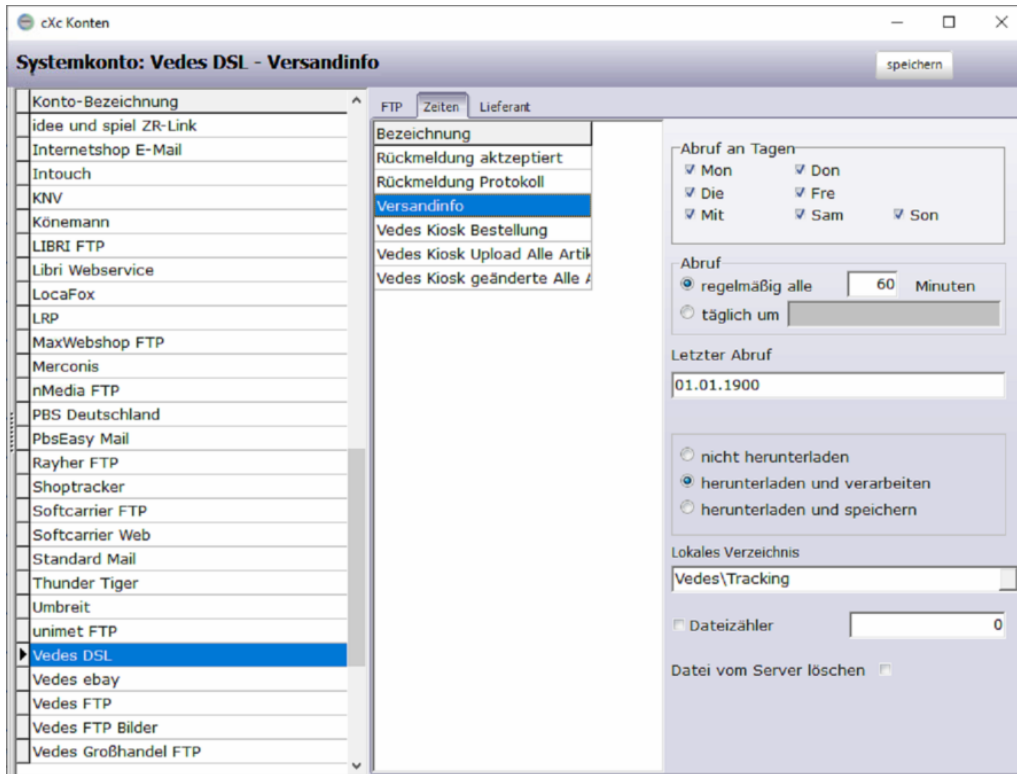 cXc Konten
Systemkonto: Vedes DSL - Versandinfo
speichern
Konto-Bezeichnung
idee und spiel ZR-Link
Internetshop E-Mail
Intouch
KNV
Könemann
LIBRI FTP
Libri Webservice
LocaFox
LRP
MaxWebshop FTP
Merconis
nMedia FTP
PBS Deutschland
PbsEasy Mail
Rayher FTP
Shoptracker
Softcarrier FTP
Softcarrier Web
Standard Mail
Thunder Tiger
Umbreit
unimet FTP
Vedes DSL
Vedes ebay
Vedes FTP
Vedes FTP Bilder
Vedes Großhandel FTP
FTP Zeiten Lieferant
Bezeichnung
Rückmeldung aktzeptiert
Rückmeldung Protokoll
Versandinfo
Vedes Kiosk Bestellung
Vedes Kiosk Upload Alle Artik
Vedes Kiosk geänderte Alle A
Abruf an Tagen
Mon Don
Die Fre
Mit Sam Son
Abruf
regelmäßig alle 60 Minuten
täglich um
Letzter Abruf
01.01.1900
nicht herunterladen
herunterladen und verarbeiten
herunterladen und speichern
Lokales Verzeichnis
Vedes\Tracking
Dateizähler 0
Datei vom Server löschen